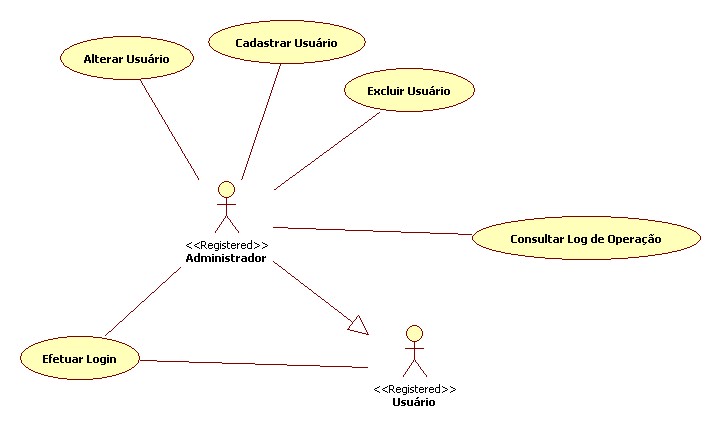 Cadastrar Usuário
Alterar Usuário
Excluir Usuário
<<Registered>>
Administrador
Consultar Log de Operação
Efetuar Login
<<Registered>>
Usuário